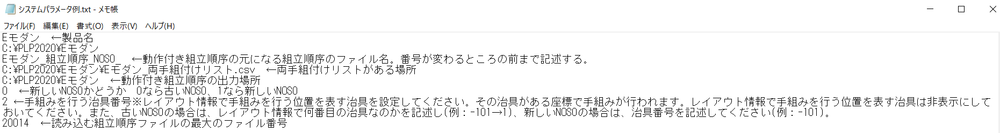 システムパラメータ例.txt - メモ帳
ファイル(F) 編集(E) 書式(O) 表示(V) ヘルプ(H)
Eモダン　←製品名
C:¥PLP2020¥Eモダン
Eモダン_組立順序_NOSO_　←動作付き組立順序の元になる組立順序のファイル名。番号が変わるところの前まで記述する。
C:¥PLP2020¥Eモダン¥Eモダン_両手組付けリスト.csv　←両手組付けリストがある場所
C:¥PLP2020¥Eモダン　←動作付き組立順序の出力場所
0　←新しいNOSOかどうか　0なら古いNOSO、1なら新しいNOSO
2 ←手組みを行う治具番号※レイアウト情報で手組みを行う位置を表す治具を設定してください。その治具がある座標で手組みが行われます。レイアウト情報で手組みを行う位置を表す治具は非表示にして
おいてください。また、古いNOSOの場合は、レイアウト情報で何番目の治具なのかを記述し(例：-101→1)、新しいNOSOの場合は、治具番号を記述してください(例：-101)。
20014　←読み込む組立順序ファイルの最大のファイル番号